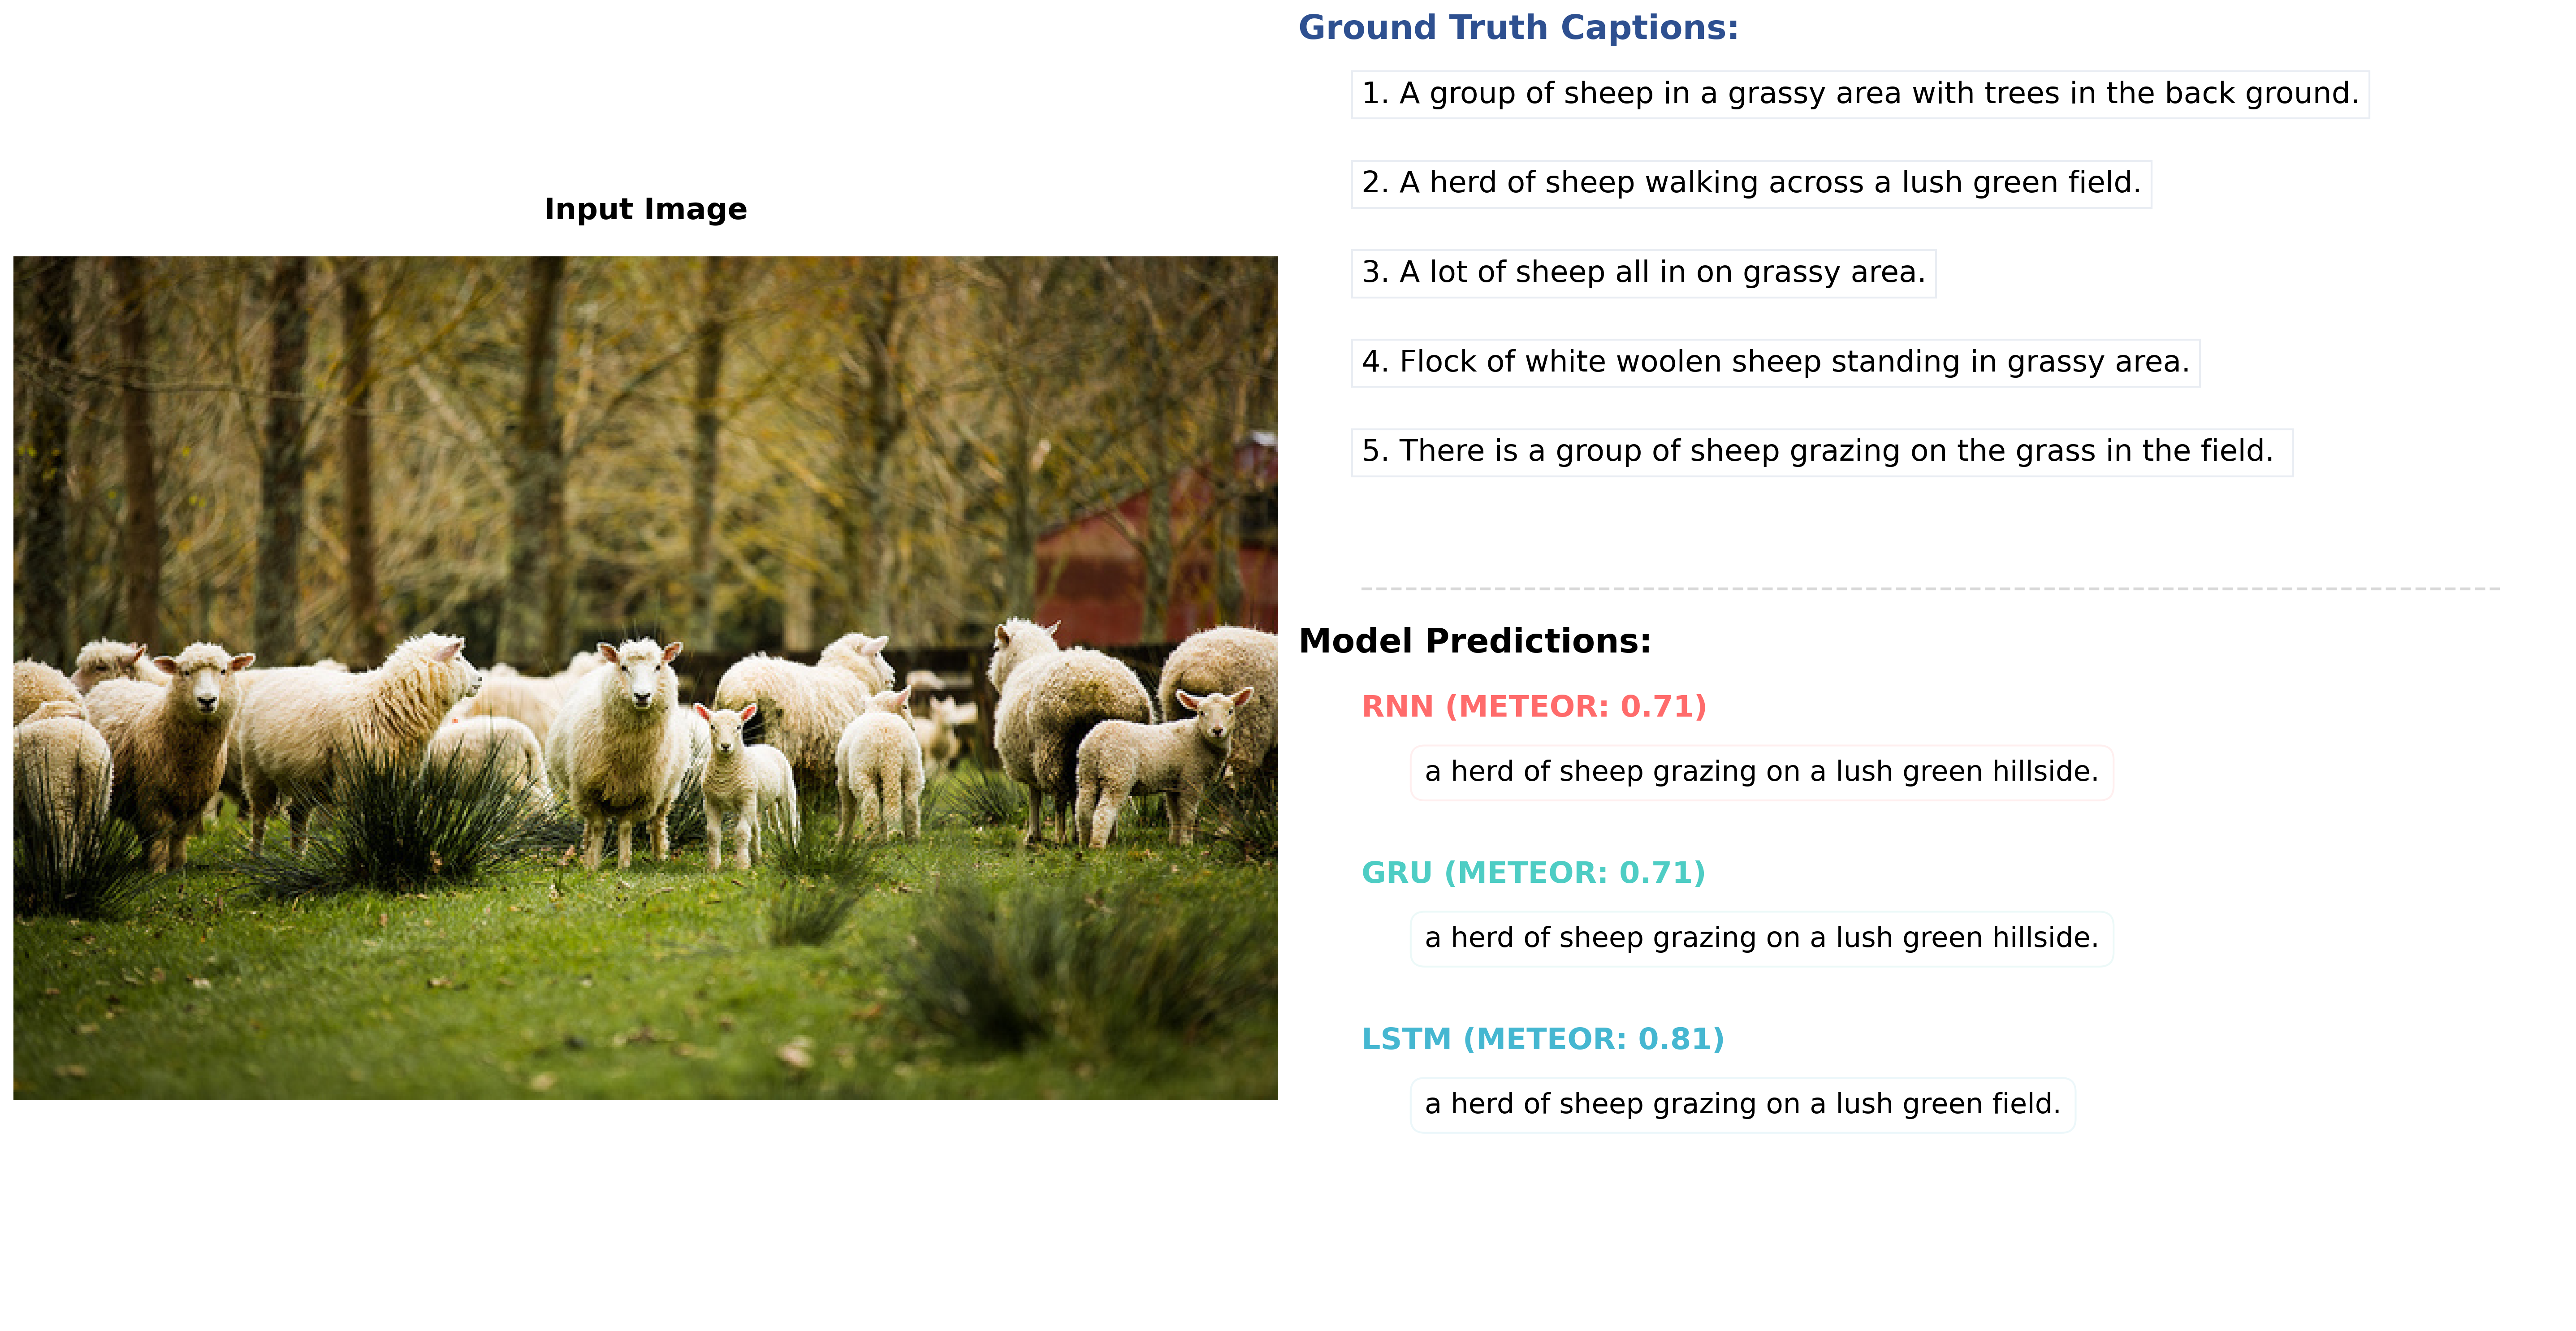 Input Image
Ground Truth Captions:
1. A group of sheep in a grassy area with trees in the back ground.
2. A herd of sheep walking across a lush green field.
3. A lot of sheep all in on grassy area.
4. Flock of white woolen sheep standing in grassy area.
5. There is a group of sheep grazing on the grass in the field.
Model Predictions:
RNN (METEOR: 0.71)
a herd of sheep grazing on a lush green hillside.
GRU (METEOR: 0.71)
a herd of sheep grazing on a lush green hillside.
LSTM (METEOR: 0.81)
a herd of sheep grazing on a lush green field.